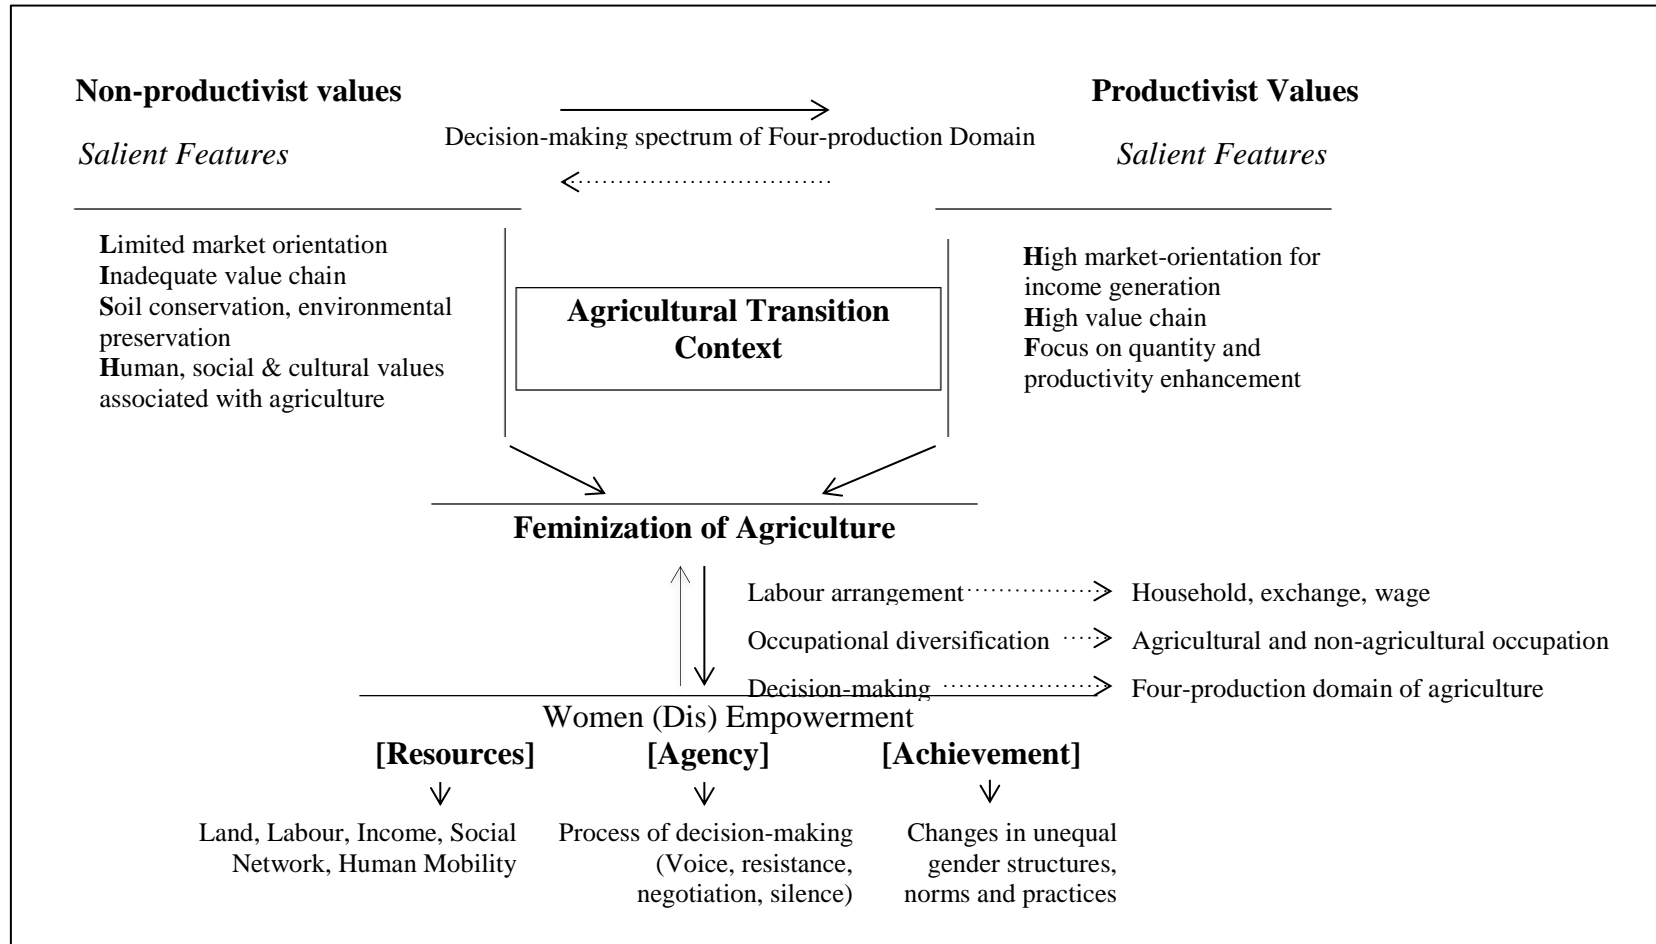 Non-productivist values
Productivist Values
Decision-making spectrum of Four-production Domain
Salient Features
Salient Features
Limited market orientation
Inadequate value chain
Soil conservation, environmental
preservation
Human, social & cultural values
associated with agriculture
Agricultural Transition
Context
High market-orientation for
income generation
High value chain
Focus on quantity and
productivity enhancement
Feminization of Agriculture
Labour arrangement
Household, exchange, wage
Occupational diversification
Agricultural and non-agricultural occupation
Decision-making
Four-production domain of agriculture
Women (Dis) Empowerment
[Resources]
[Agency]
[Achievement]
Land, Labour, Income, Social
Network, Human Mobility
Process of decision-making
(Voice, resistance,
negotiation, silence)
Changes in unequal
gender structures,
norms and practices